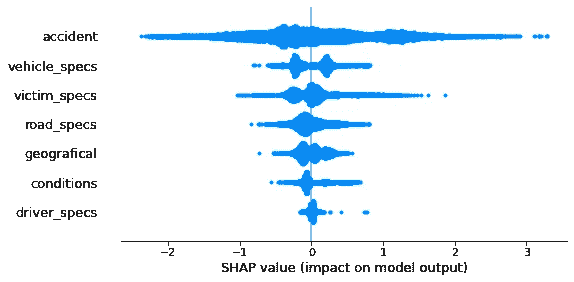 accident
vehicle_specs
victim_specs
road_specs
geografical
conditions
driver_specs
−2 −1 0 1 2 3
SHAP value (impact on model output)